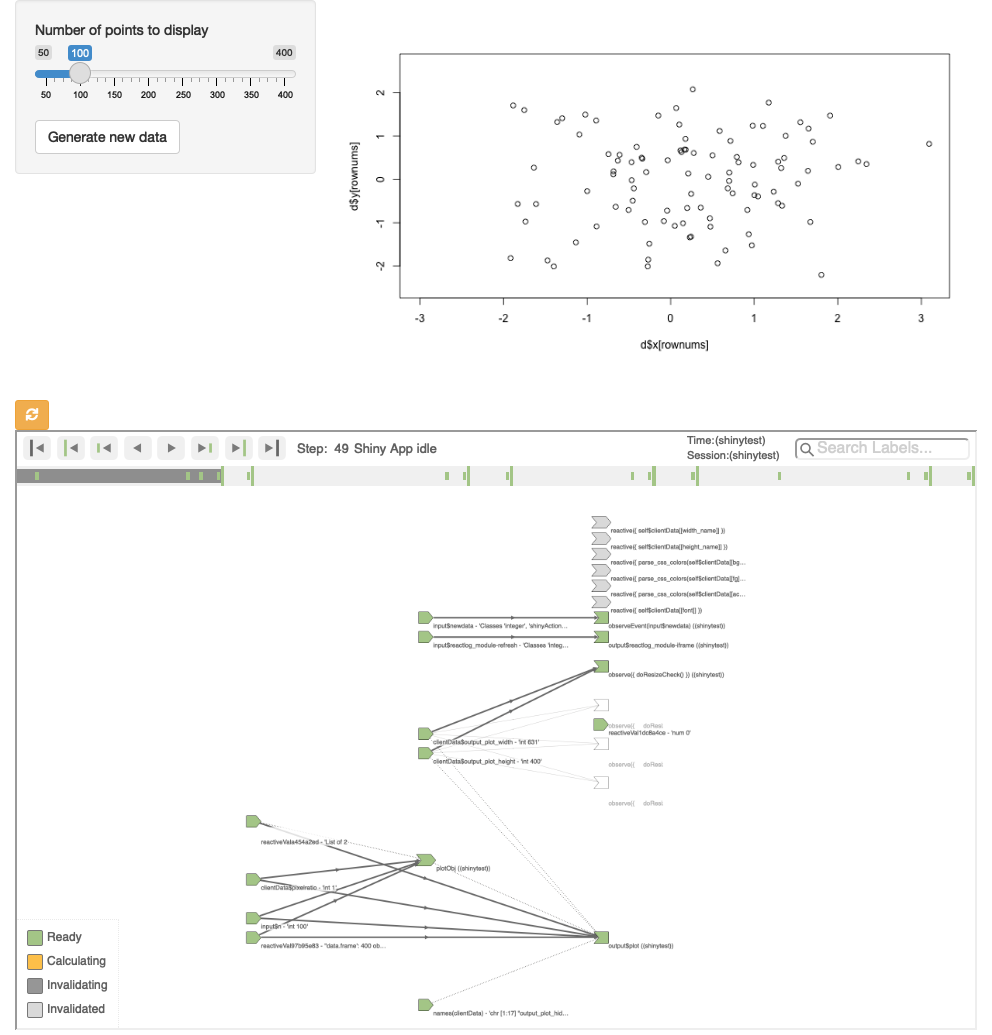 Number of points to display
50 100 400
50 100 150 200 250 300 350 400
Generate new data
2
1
0
-1
-2
d$y[rownums]
-3 -2 -1 0 1 2 3
d$x[rownums]
Step: 49 Shiny App idle
Time:(shinytest)
Session:(shinytest)
Search Labels...
reactive({ self$clientData[[width_name]] })
reactive({ self$clientData[[height_name]] })
reactive({ parse_css_colors(self$clientData[[bg...
reactive({ parse_css_colors(self$clientData[[fg]...
reactive({ parse_css_colors(self$clientData[[ac...
reactive({ self$clientData[[font]] })
input$newdata - 'Classes 'integer', 'shinyAction...
observeEvent(input$newdata) ((shinytest))
input$reactlog_module-refresh - 'Classes 'integ...
output$reactlog_module-iframe ((shinytest))
observe({ doResizeCheck() }) ((shinytest))
observe({ doResi
reactiveVal1dc8a4ce - 'num 0'
clientData$output_plot_width - 'int 631'
clientData$output_plot_height - 'int 400'
observe({ doResi
observe({ doResi
reactiveVala454a2ed - 'List of 2
plotObj ((shinytest))
clientData$pixelratio - 'int 1'
input$n - 'int 100'
reactiveVal97b95e83 - ''data.frame': 400 ob...
output$plot ((shinytest))
names(clientData) - 'chr [1:17] "output_plot_hid...
Ready
Calculating
Invalidating
Invalidated